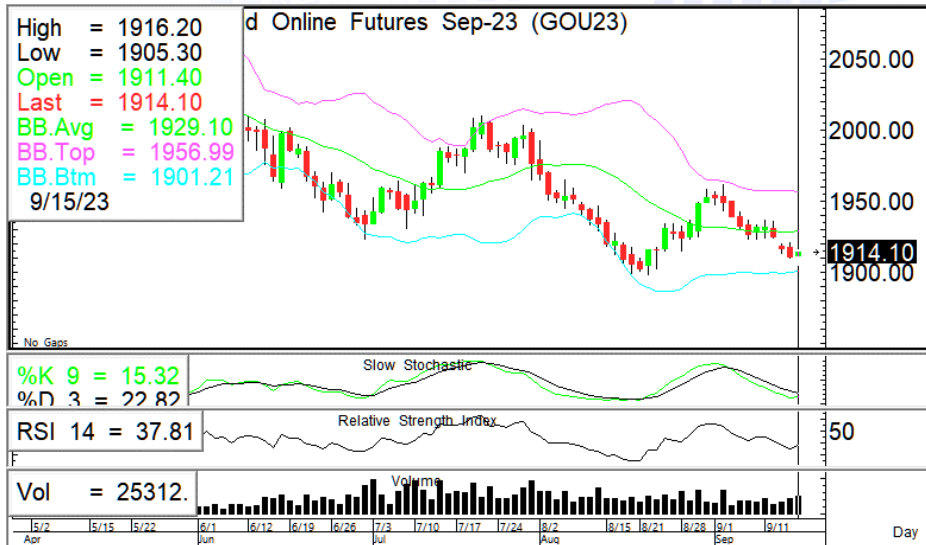 d Online Futures Sep-23 (GOU23)
High = 1916.20
Low = 1905.30
Open = 1911.40
Last = 1914.10
BB.Avg = 1929.10
BB.Top = 1956.99
BB.Btm = 1901.21
9/15/23
2050.00
2000.00
1950.00
1914.10
1900.00
No Gaps
Slow Stochastic
%K 9 = 15.32
%D 3 = 22.82
Relative Strength Index
RSI 14 = 37.81
50
Volume
Vol = 25312.
5/2 5/15 5/22 6/1 6/12 6/19 6/26 7/3 7/10 7/17 7/24 8/2 8/15 8/21 8/28 9/1 9/11
Apr Jun Jul Aug Sep
Day